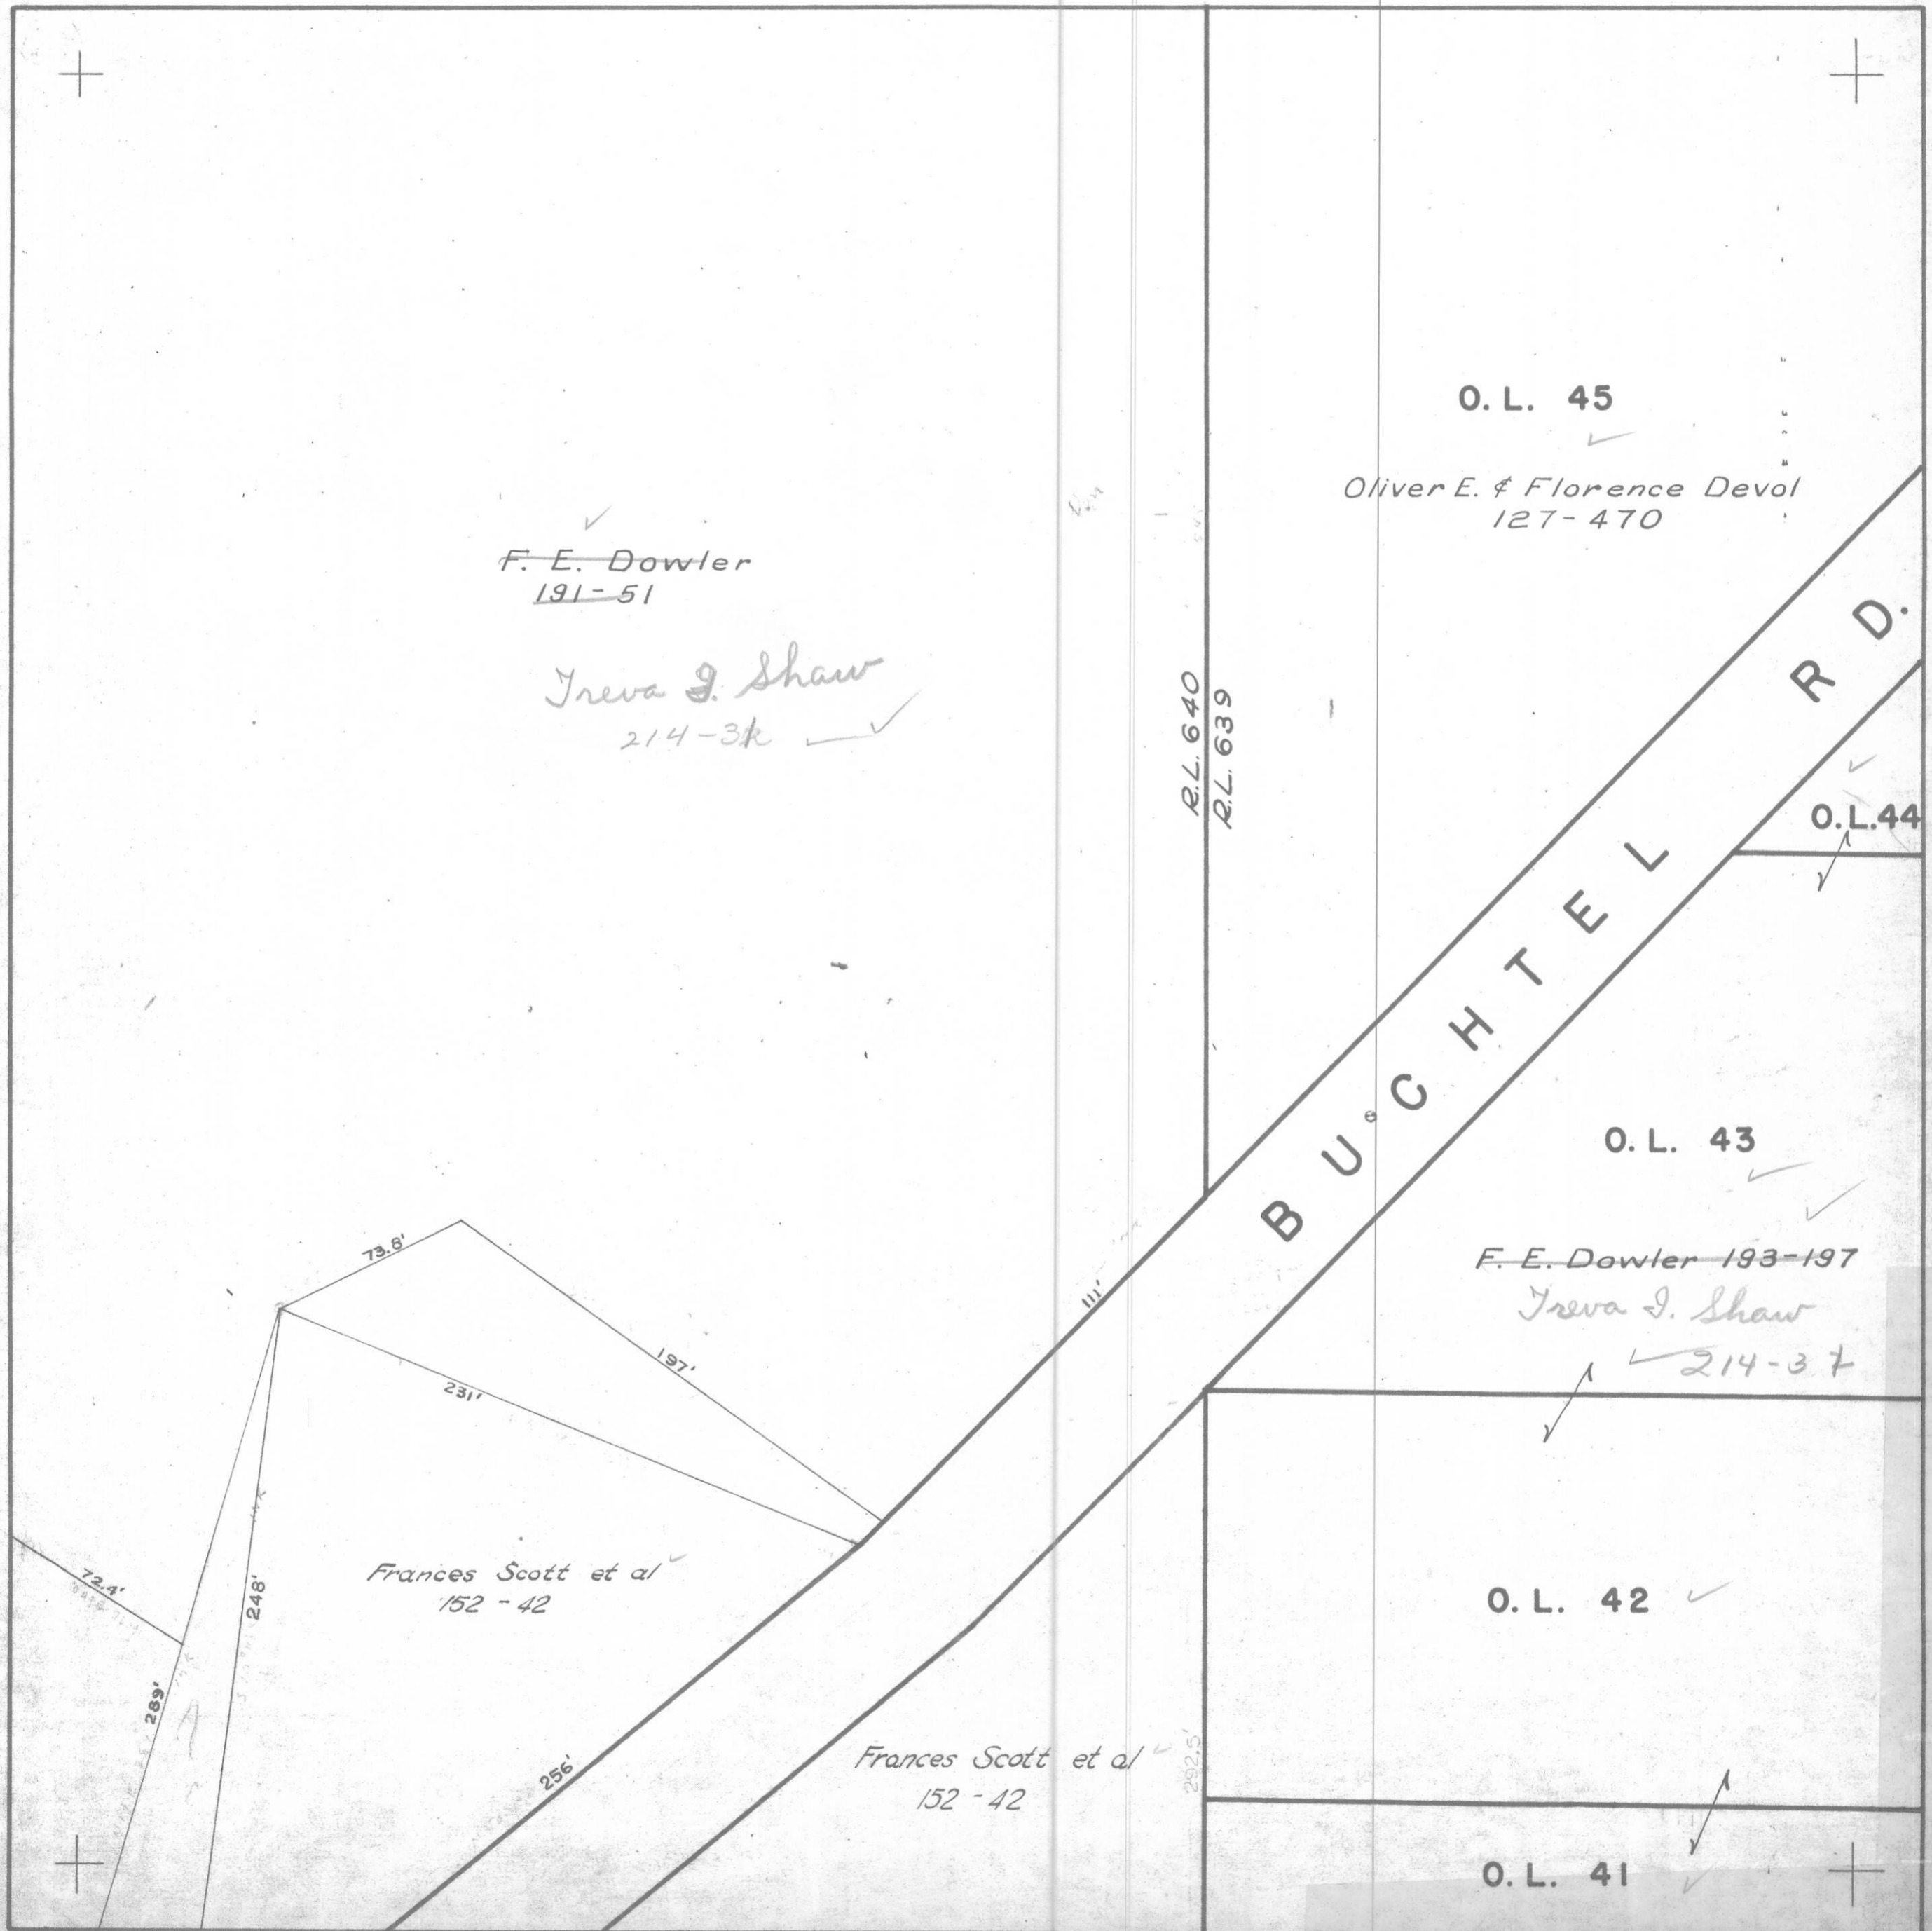 O. L. 45
Oliver E. & Florence Devol
127-470
F. E. Dowler
191-51
Treva I. Shaw
214-3
R.L. 640
R.L. 639
BUCHTEL RD.
O.L. 44
O. L. 43
F. E. Dowler 193-197
Treva I. Shaw
214-37
73.8'
197'
231'
111'
72.4'
248'
289'
256'
Frances Scott et al
152-42
Frances Scott et al
152-42
292.5'
O. L. 42
O. L. 41